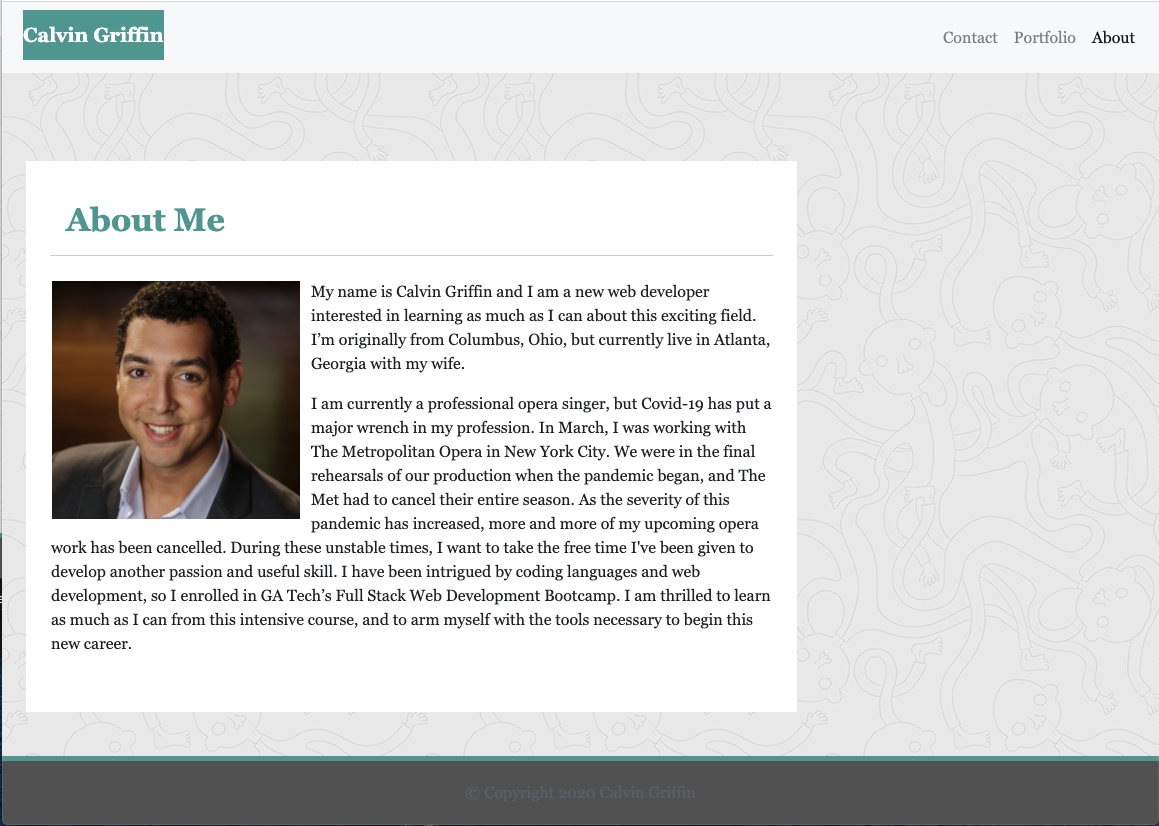 Calvin Griffin
Contact Portfolio About
About Me
My name is Calvin Griffin and I am a new web developer
interested in learning as much as I can about this exciting field.
I’m originally from Columbus, Ohio, but currently live in Atlanta,
Georgia with my wife.
I am currently a professional opera singer, but Covid-19 has put a
major wrench in my profession. In March, I was working with
The Metropolitan Opera in New York City. We were in the final
rehearsals of our production when the pandemic began, and The
Met had to cancel their entire season. As the severity of this
pandemic has increased, more and more of my upcoming opera
work has been cancelled. During these unstable times, I want to take the free time I've been given to
develop another passion and useful skill. I have been intrigued by coding languages and web
development, so I enrolled in GA Tech’s Full Stack Web Development Bootcamp. I am thrilled to learn
as much as I can from this intensive course, and to arm myself with the tools necessary to begin this
new career.
© Copyright 2020 Calvin Griffin